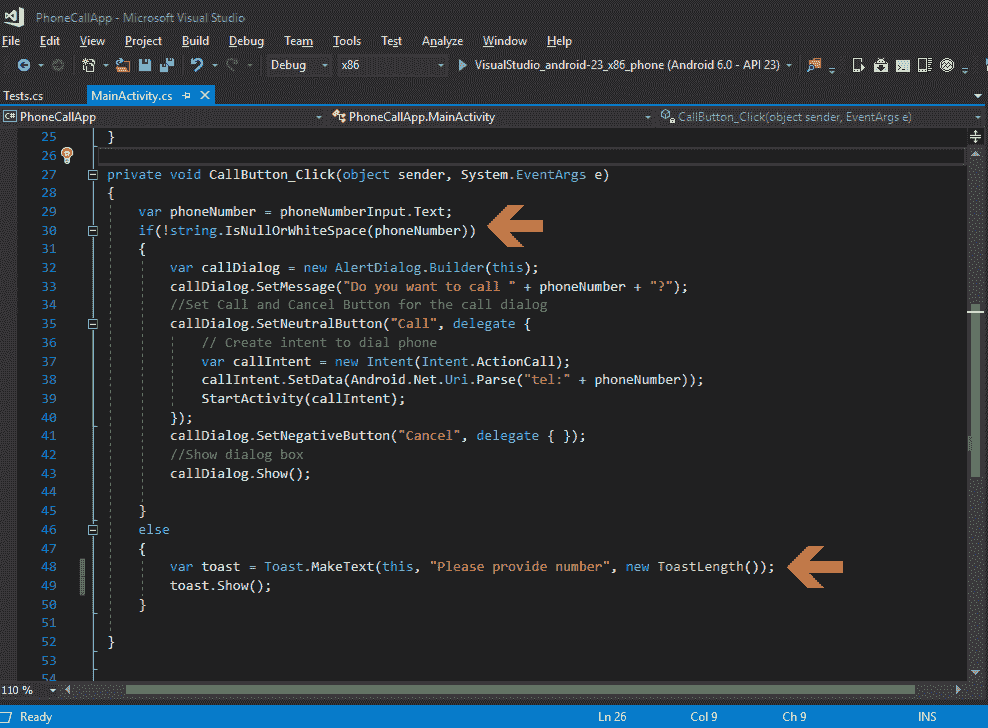 PhoneCallApp - Microsoft Visual Studio
File Edit View Project Build Debug Team Tools Test Analyze Window Help
Debug x86 VisualStudio_android-23_x86_phone (Android 6.0 - API 23)
Tests.cs MainActivity.cs
C# PhoneCallApp PhoneCallApp.MainActivity CallButton_Click(object sender, EventArgs e)
25 }
26
27 private void CallButton_Click(object sender, System.EventArgs e)
28 {
29 var phoneNumber = phoneNumberInput.Text;
30 if(!string.IsNullOrWhiteSpace(phoneNumber))
31 {
32 var callDialog = new AlertDialog.Builder(this);
33 callDialog.SetMessage("Do you want to call " + phoneNumber + "?");
34 //Set Call and Cancel Button for the call dialog
35 callDialog.SetNeutralButton("Call", delegate {
36 // Create intent to dial phone
37 var callIntent = new Intent(Intent.ActionCall);
38 callIntent.SetData(Android.Net.Uri.Parse("tel:" + phoneNumber));
39 StartActivity(callIntent);
40 });
41 callDialog.SetNegativeButton("Cancel", delegate { });
42 //Show dialog box
43 callDialog.Show();
44
45 }
46 else
47 {
48 var toast = Toast.MakeText(this, "Please provide number", new ToastLength());
49 toast.Show();
50 }
51
52 }
53
54
110 %
Ready Ln 26 Col 9 Ch 9 INS